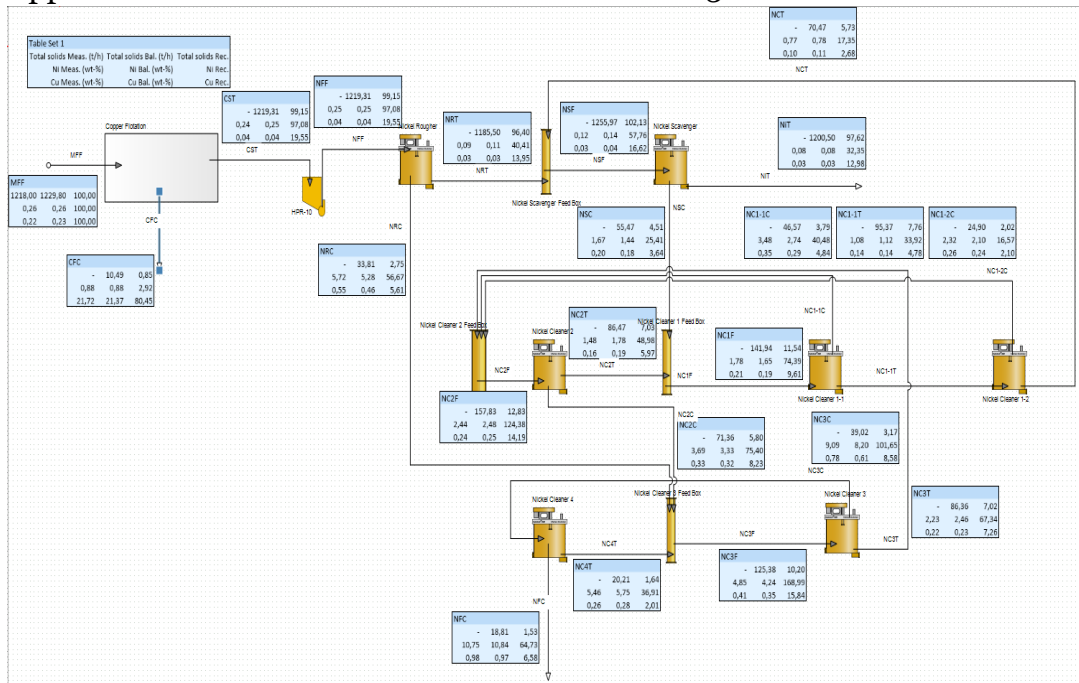 NCT
- 70,47 5,73
0,77 0,78 17,35
0,10 0,11 2,68
NCT
Table Set 1
Total solids Meas. (t/h) Total solids Bal. (t/h) Total solids Rec.
Ni Meas. (wt-%) Ni Bal. (wt-%) Ni Rec.
Cu Meas. (wt-%) Cu Bal. (wt-%) Cu Rec.
CST
- 1219,31 99,15
0,24 0,25 97,08
0,04 0,04 19,55
CST
NFF
- 1219,31 99,15
0,25 0,25 97,08
0,04 0,04 19,55
NFF
Copper Flotation
MFF
MFF
1218,00 1229,80 100,00
0,26 0,26 100,00
0,22 0,23 100,00
CFC
CFC
- 10,49 0,85
0,88 0,88 2,92
21,72 21,37 80,45
HPR-10
Nickel Rougher
NRT
- 1185,50 96,40
0,09 0,11 40,41
0,03 0,03 13,95
NRT
NSF
- 1255,97 102,13
0,12 0,14 57,76
0,03 0,04 16,62
NSF
Nickel Scavenger
Nickel Scavenger Feed Box
NIT
- 1200,50 97,62
0,08 0,08 32,35
0,03 0,03 12,98
NIT
NRC
NRC
- 33,81 2,75
5,72 5,28 56,67
0,55 0,46 5,61
NSC
NSC
- 55,47 4,51
1,67 1,44 25,41
0,20 0,18 3,64
NC1-1C
- 46,57 3,79
3,48 2,74 40,48
0,35 0,29 4,84
NC1-1T
- 95,37 7,76
1,08 1,12 33,92
0,14 0,14 4,78
NC1-2C
- 24,90 2,02
2,32 2,10 16,57
0,26 0,24 2,10
NC1-2C
NC1-1C
Nickel Cleaner 2 Feed Box
Nickel Cleaner 2
NC2T
- 86,47 7,03
1,48 1,78 48,98
0,16 0,19 5,97
NC2T
Nickel Cleaner 1 Feed Box
NC1F
- 141,94 11,54
1,78 1,65 74,39
0,21 0,19 9,61
NC1F
NC1-1T
Nickel Cleaner 1-1
Nickel Cleaner 1-2
NC2F
NC2F
- 157,83 12,83
2,44 2,48 124,38
0,24 0,25 14,19
NC2C
NC2C
- 71,36 5,80
3,69 3,33 75,40
0,33 0,32 8,23
NC3C
- 39,02 3,17
9,09 8,20 101,65
0,78 0,61 8,58
NC3C
Nickel Cleaner 4
Nickel Cleaner 3 Feed Box
Nickel Cleaner 3
NC3T
- 86,36 7,02
2,23 2,46 67,34
0,22 0,23 7,26
NC3T
NC4T
NC4T
- 20,21 1,64
5,46 5,75 36,91
0,26 0,28 2,01
NC3F
NC3F
- 125,38 10,20
4,85 4,24 168,99
0,41 0,35 15,84
NFC
NFC
- 18,81 1,53
10,75 10,84 64,73
0,98 0,97 6,58